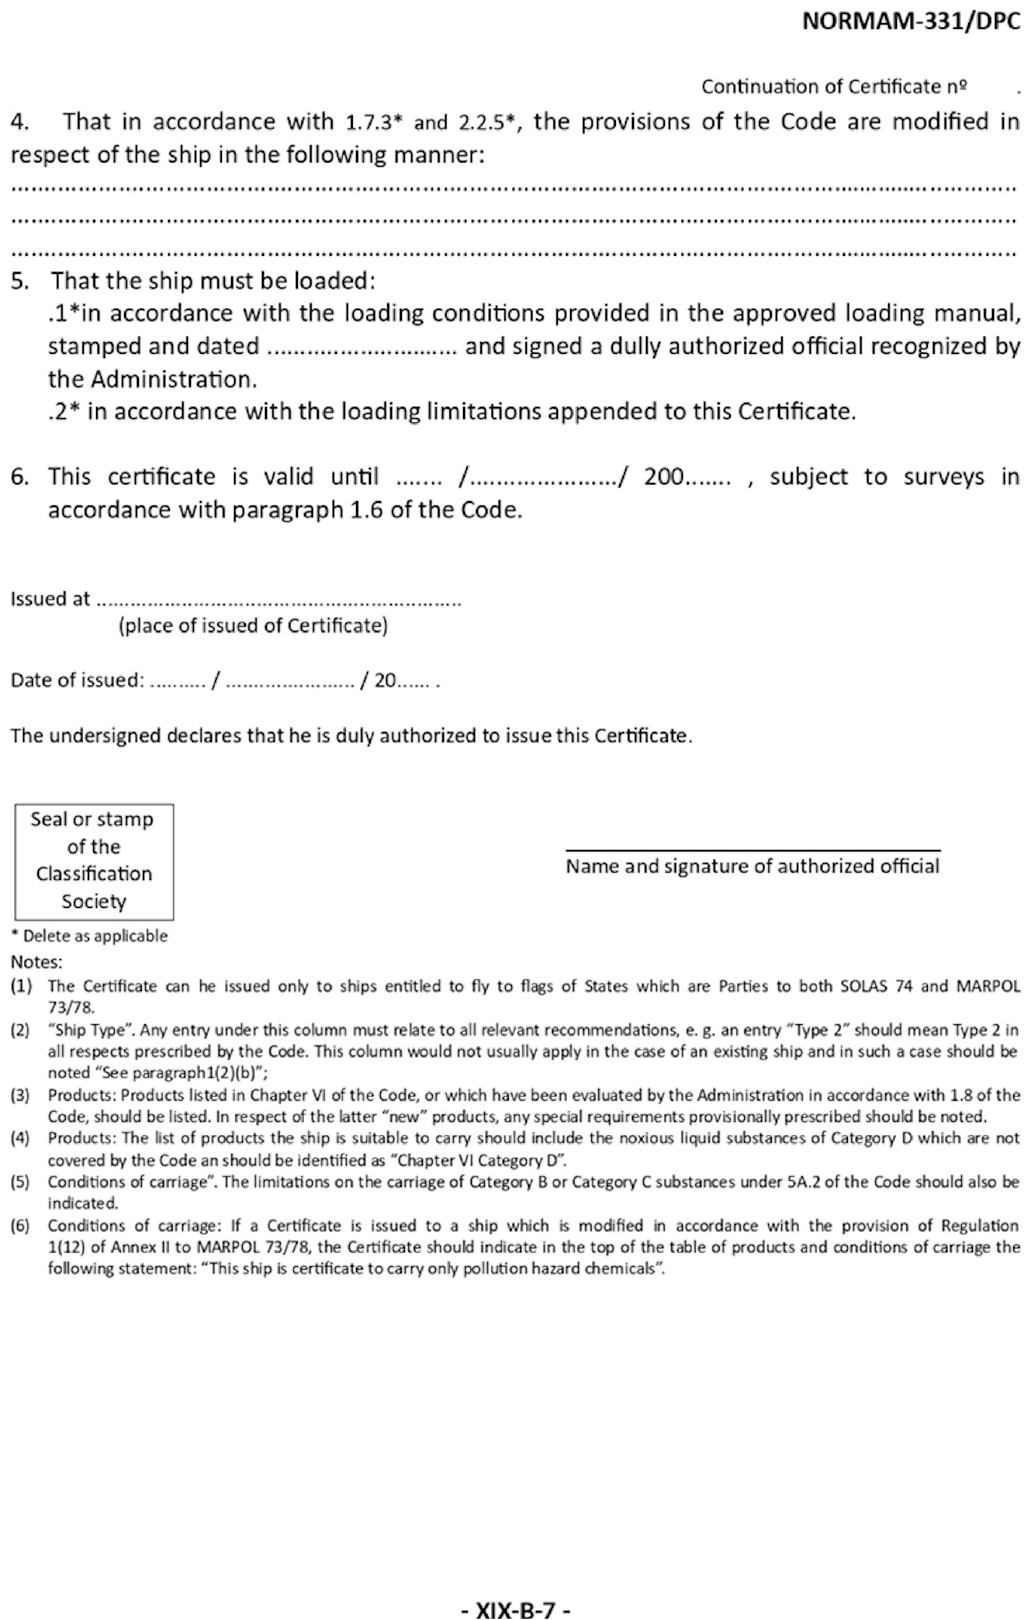 NORMAM-331/DPC
Continuation of Certificate nº .
4. That in accordance with 1.7.3* and 2.2.5*, the provisions of the Code are modified in
respect of the ship in the following manner:
................................................................................................................................................
................................................................................................................................................
................................................................................................................................................
5. That the ship must be loaded:
.1*in accordance with the loading conditions provided in the approved loading manual,
stamped and dated ............................ and signed a dully authorized official recognized by
the Administration.
.2* in accordance with the loading limitations appended to this Certificate.
6. This certificate is valid until ....... /....................../ 200....... , subject to surveys in
accordance with paragraph 1.6 of the Code.
Issued at .................................................................
(place of issued of Certificate)
Date of issued: .......... / ....................... / 20...... .
The undersigned declares that he is duly authorized to issue this Certificate.
Seal or stamp
of the
Classification
Society
Name and signature of authorized official
* Delete as applicable
Notes:
(1) The Certificate can he issued only to ships entitled to fly to flags of States which are Parties to both SOLAS 74 and MARPOL
73/78.
(2) “Ship Type”. Any entry under this column must relate to all relevant recommendations, e. g. an entry “Type 2” should mean Type 2 in
all respects prescribed by the Code. This column would not usually apply in the case of an existing ship and in such a case should be
noted “See paragraph1(2)(b)”;
(3) Products: Products listed in Chapter VI of the Code, or which have been evaluated by the Administration in accordance with 1.8 of the
Code, should be listed. In respect of the latter “new” products, any special requirements provisionally prescribed should be noted.
(4) Products: The list of products the ship is suitable to carry should include the noxious liquid substances of Category D which are not
covered by the Code an should be identified as “Chapter VI Category D”.
(5) Conditions of carriage”. The limitations on the carriage of Category B or Category C substances under 5A.2 of the Code should also be
indicated.
(6) Conditions of carriage: If a Certificate is issued to a ship which is modified in accordance with the provision of Regulation
1(12) of Annex II to MARPOL 73/78, the Certificate should indicate in the top of the table of products and conditions of carriage the
following statement: “This ship is certificate to carry only pollution hazard chemicals”.
- XIX-B-7 -